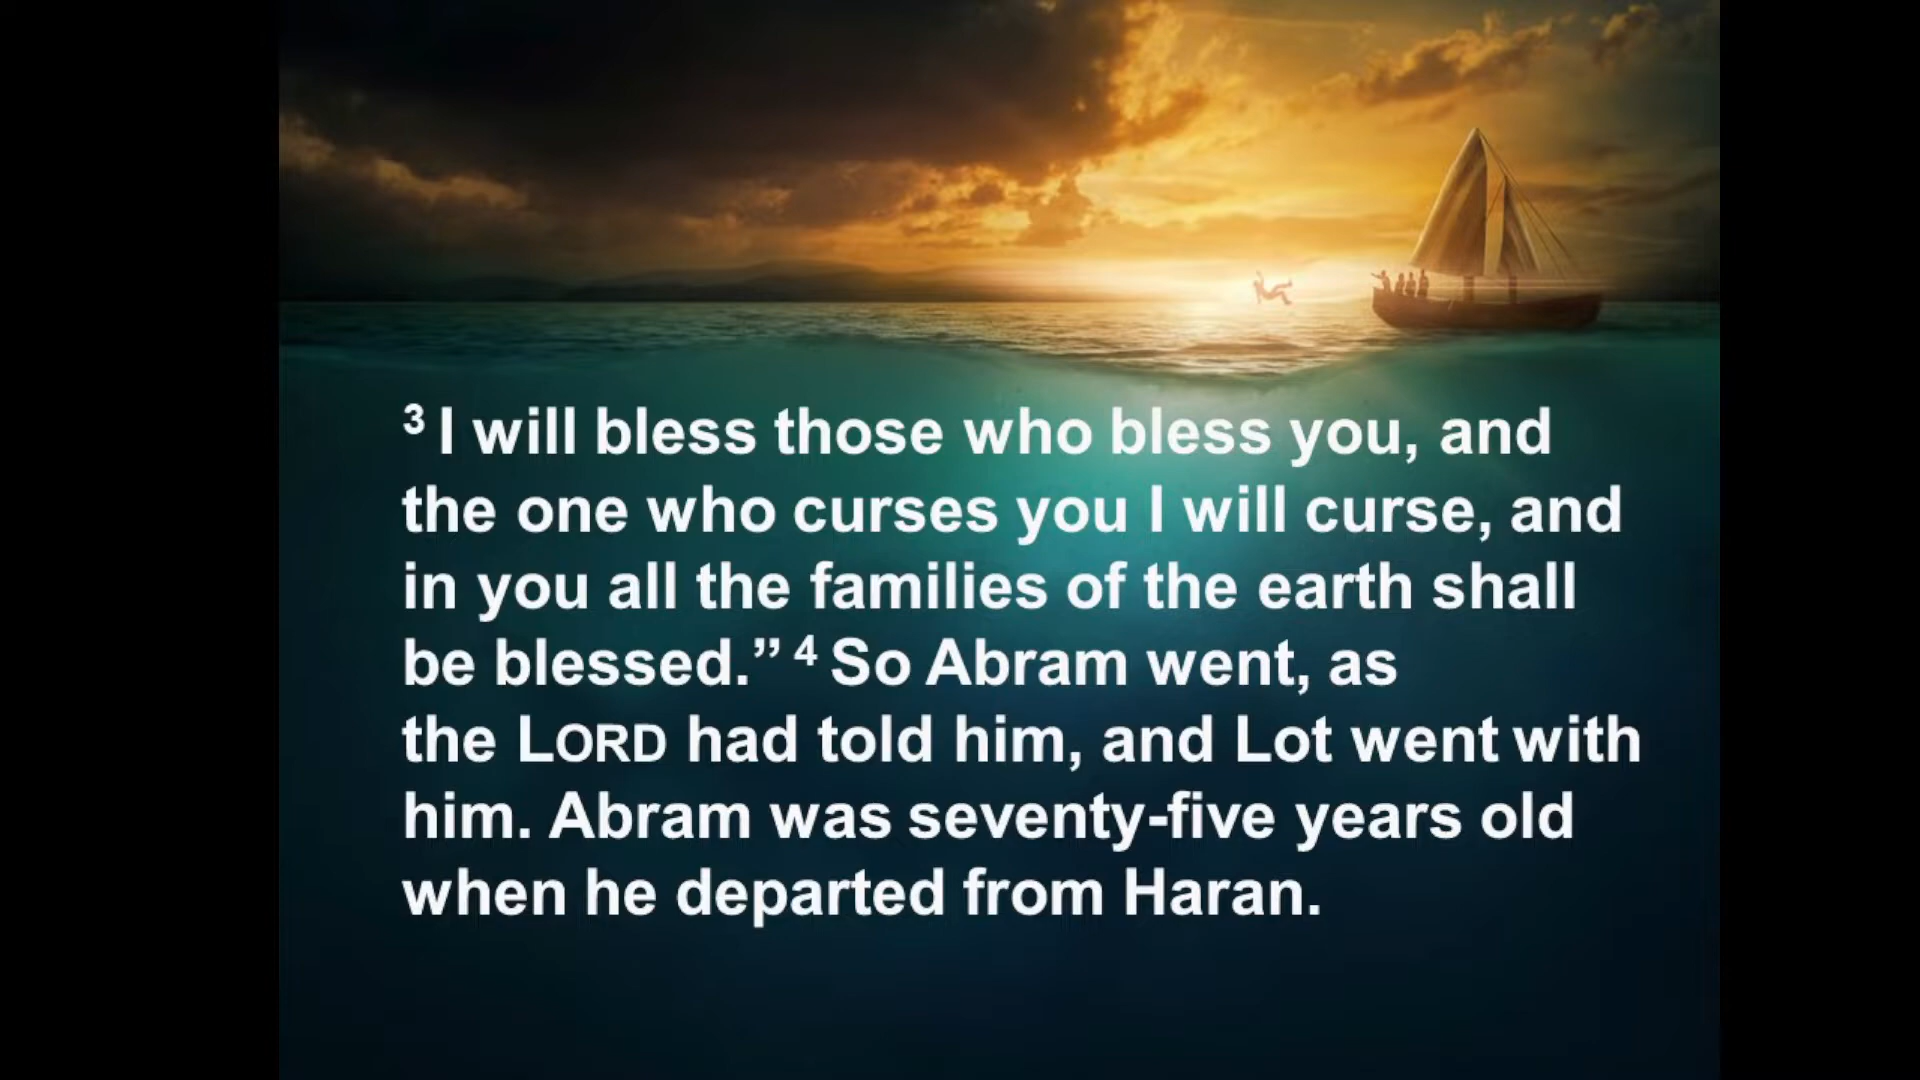 ³ I will bless those who bless you, and
the one who curses you I will curse, and
in you all the families of the earth shall
be blessed.” ⁴ So Abram went, as
the LORD had told him, and Lot went with
him. Abram was seventy-five years old
when he departed from Haran.